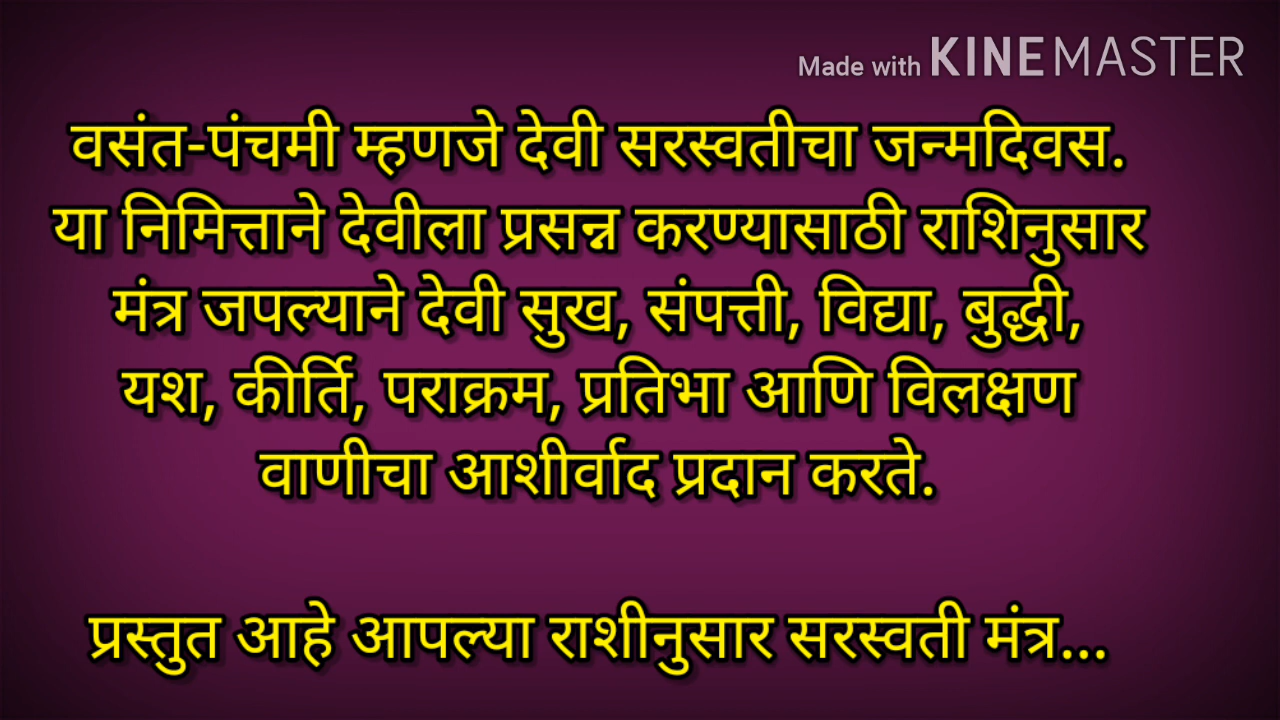 Made with KINEMASTER
वसंत-पंचमी म्हणजे देवी सरस्वतीचा जन्मदिवस.
या निमित्ताने देवीला प्रसन्न करण्यासाठी राशिनुसार
मंत्र जपल्याने देवी सुख, संपत्ती, विद्या, बुद्धी,
यश, कीर्ति, पराक्रम, प्रतिभा आणि विलक्षण
वाणीचा आशीर्वाद प्रदान करते.
प्रस्तुत आहे आपल्या राशीनुसार सरस्वती मंत्र...